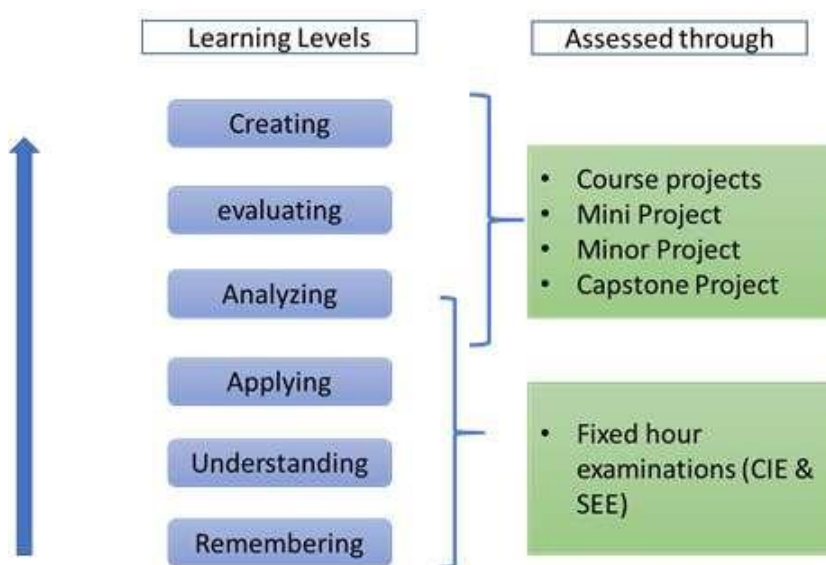 Learning Levels
Assessed through
Creating
evaluating
Analyzing
Applying
Understanding
Remembering
• Course projects
• Mini Project
• Minor Project
• Capstone Project
• Fixed hour
examinations (CIE &
SEE)